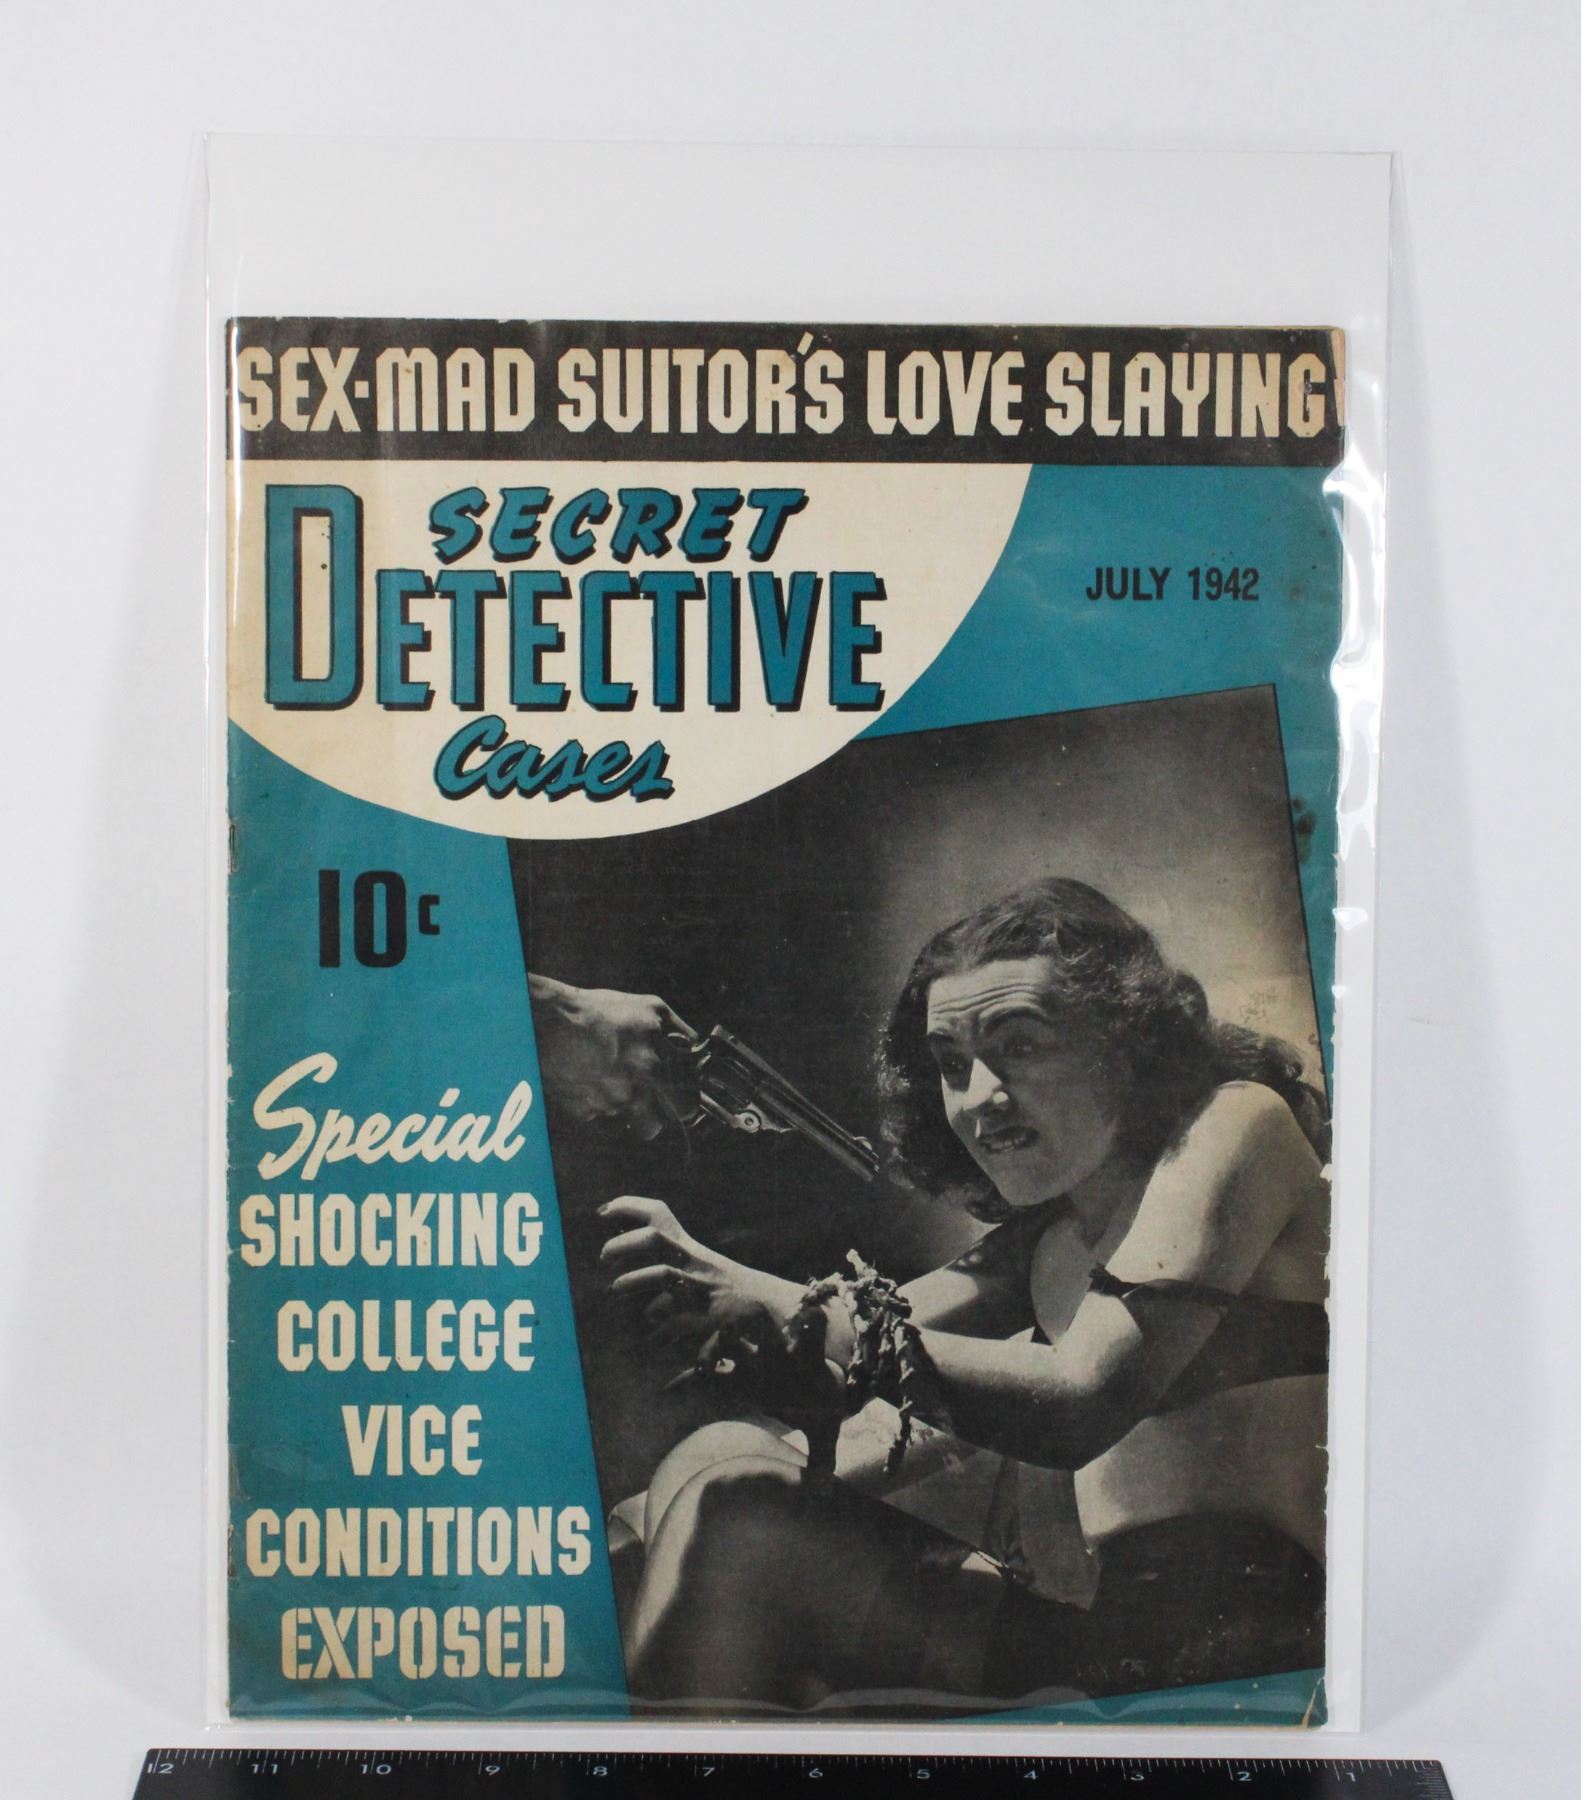 SEX-MAD SUITOR'S LOVE SLAYING
SECRET
DETECTIVE
Cases
JULY 1942
10c
Special
SHOCKING
COLLEGE
VICE
CONDITIONS
EXPOSED
12 11 10 9 8 7 6 5 4 3 2 1